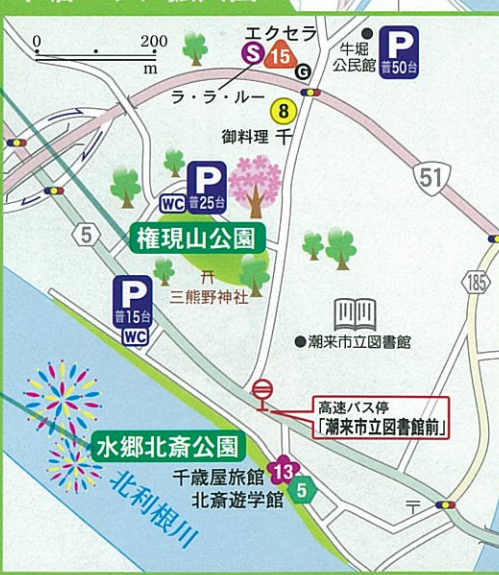 0
200
m
エクセラ
S
15
G
牛堀
公民館
P
普50台
ラ・ラ・ルー
8
御料理 千
51
P
普25台
WC
5
権現山公園
185
三熊野神社
P
普15台
WC
潮来市立図書館
高速バス停
「潮来市立図書館前」
水郷北斎公園
千歳屋旅館
13
北斎遊学館
5
北利根川
〒